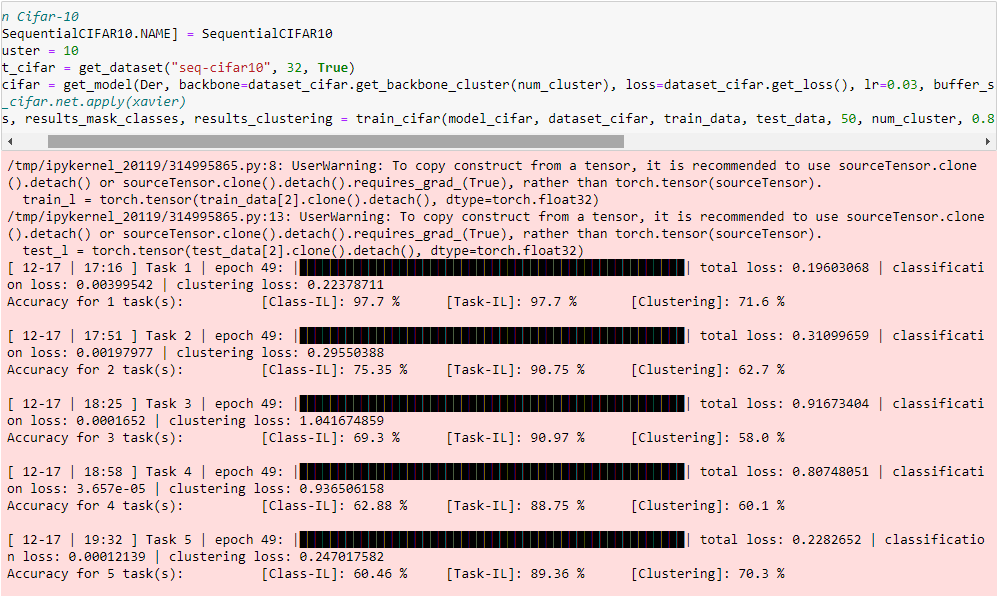 n Cifar-10
SequentialCIFAR10.NAME] = SequentialCIFAR10
uster = 10
t_cifar = get_dataset("seq-cifar10", 32, True)
cifar = get_model(Der, backbone=dataset_cifar.get_backbone_cluster(num_cluster), loss=dataset_cifar.get_loss(), lr=0.03, buffer_s
_cifar.net.apply(xavier)
s, results_mask_classes, results_clustering = train_cifar(model_cifar, dataset_cifar, train_data, test_data, 50, num_cluster, 0.8
/tmp/ipykernel_20119/314995865.py:8: UserWarning: To copy construct from a tensor, it is recommended to use sourceTensor.clone
().detach() or sourceTensor.clone().detach().requires_grad_(True), rather than torch.tensor(sourceTensor).
train_l = torch.tensor(train_data[2].clone().detach(), dtype=torch.float32)
/tmp/ipykernel_20119/314995865.py:13: UserWarning: To copy construct from a tensor, it is recommended to use sourceTensor.clone
().detach() or sourceTensor.clone().detach().requires_grad_(True), rather than torch.tensor(sourceTensor).
test_l = torch.tensor(test_data[2].clone().detach(), dtype=torch.float32)
[ 12-17 | 17:16 ] Task 1 | epoch 49: | | total loss: 0.19603068 | classificati
on loss: 0.00399542 | clustering loss: 0.22378711
Accuracy for 1 task(s): [Class-IL]: 97.7 % [Task-IL]: 97.7 % [Clustering]: 71.6 %
[ 12-17 | 17:51 ] Task 2 | epoch 49: | | total loss: 0.31099659 | classificati
on loss: 0.00197977 | clustering loss: 0.29550388
Accuracy for 2 task(s): [Class-IL]: 75.35 % [Task-IL]: 90.75 % [Clustering]: 62.7 %
[ 12-17 | 18:25 ] Task 3 | epoch 49: | | total loss: 0.91673404 | classificati
on loss: 0.0001652 | clustering loss: 1.041674859
Accuracy for 3 task(s): [Class-IL]: 69.3 % [Task-IL]: 90.97 % [Clustering]: 58.0 %
[ 12-17 | 18:58 ] Task 4 | epoch 49: | | total loss: 0.80748051 | classificati
on loss: 3.657e-05 | clustering loss: 0.936506158
Accuracy for 4 task(s): [Class-IL]: 62.88 % [Task-IL]: 88.75 % [Clustering]: 60.1 %
[ 12-17 | 19:32 ] Task 5 | epoch 49: | | total loss: 0.2282652 | classificatio
n loss: 0.00012139 | clustering loss: 0.247017582
Accuracy for 5 task(s): [Class-IL]: 60.46 % [Task-IL]: 89.36 % [Clustering]: 70.3 %